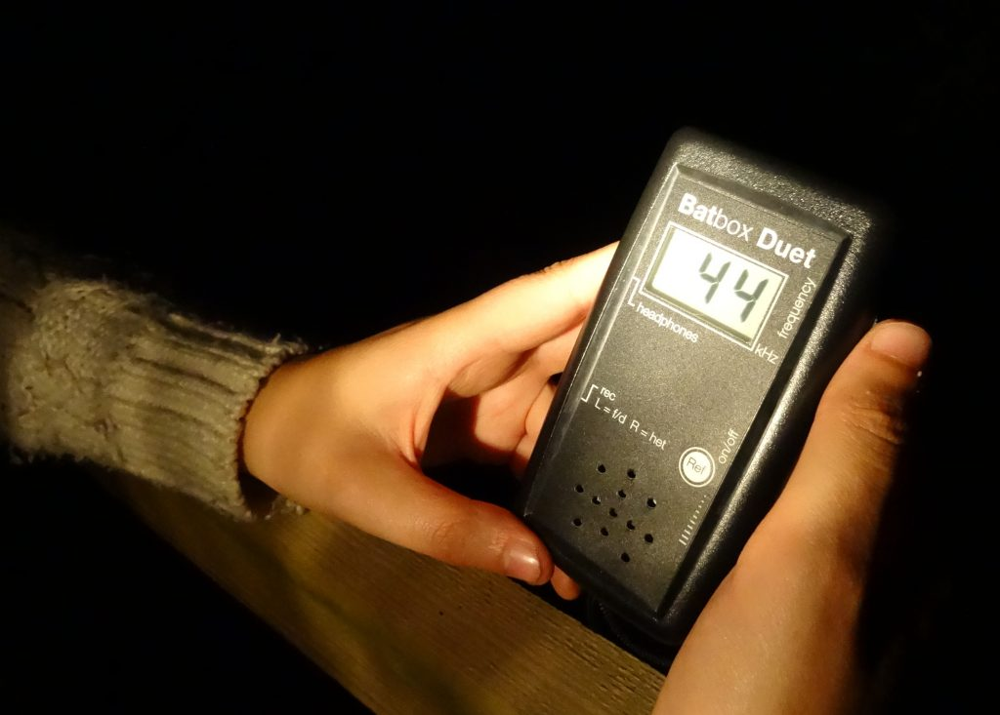 Batbox Duet
44
frequency
kHz
headphones
rec
L = f/d R = het
on/off
Ref